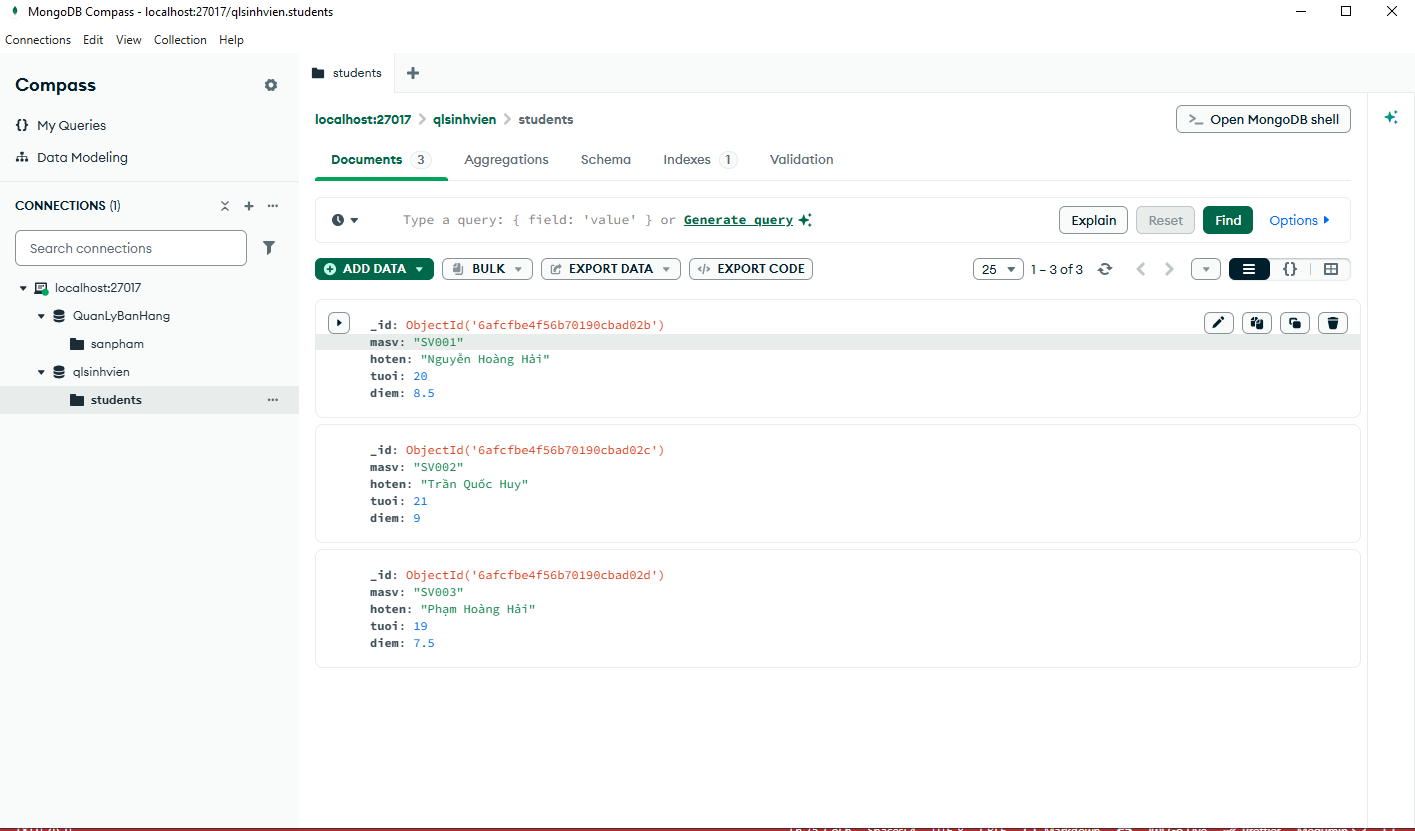 MongoDB Compass - localhost:27017/qlsinhvien.students
Connections Edit View Collection Help
Compass
My Queries
Data Modeling
CONNECTIONS (1)
Search connections
localhost:27017
QuanLyBanHang
sanpham
qlsinhvien
students
students
localhost:27017 > qlsinhvien > students
>_ Open MongoDB shell
Documents 3 Aggregations Schema Indexes 1 Validation
Type a query: { field: 'value' } or Generate query
Explain Reset Find Options
ADD DATA BULK EXPORT DATA EXPORT CODE
25 1 – 3 of 3
_id: ObjectId('6afcfbe4f56b70190cbad02b')
masv: "SV001"
hoten: "Nguyễn Hoàng Hải"
tuoi: 20
diem: 8.5
_id: ObjectId('6afcfbe4f56b70190cbad02c')
masv: "SV002"
hoten: "Trần Quốc Huy"
tuoi: 21
diem: 9
_id: ObjectId('6afcfbe4f56b70190cbad02d')
masv: "SV003"
hoten: "Phạm Hoàng Hải"
tuoi: 19
diem: 7.5